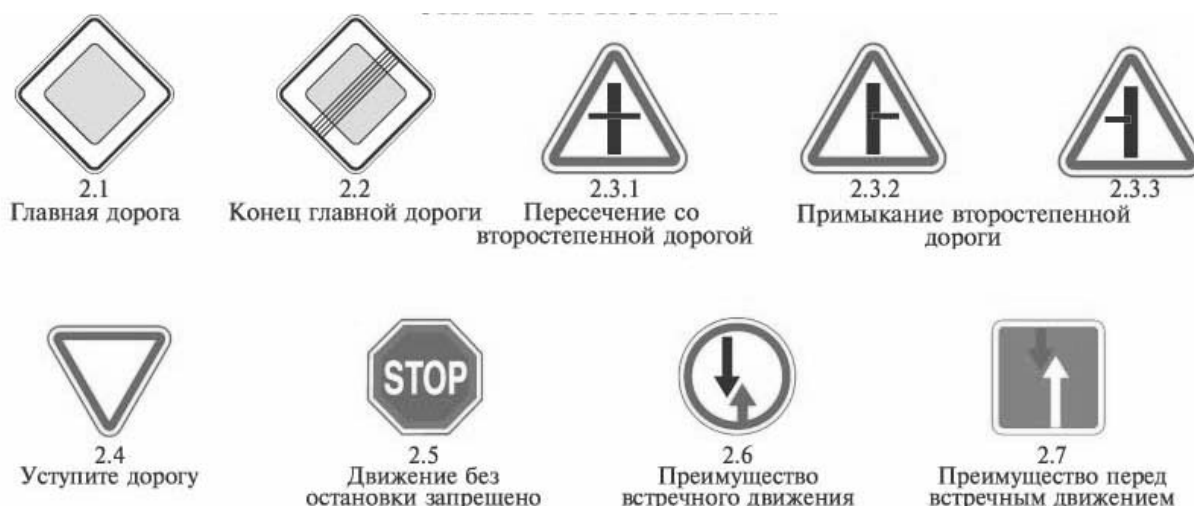 2.1
Главная дорога
2.2
Конец главной дороги
2.3.1
Пересечение со
второстепенной дорогой
2.3.2
2.3.3
Примыкание второстепенной
дороги
2.4
Уступите дорогу
STOP
2.5
Движение без
остановки запрещено
2.6
Преимущество
встречного движения
2.7
Преимущество перед
встречным движением